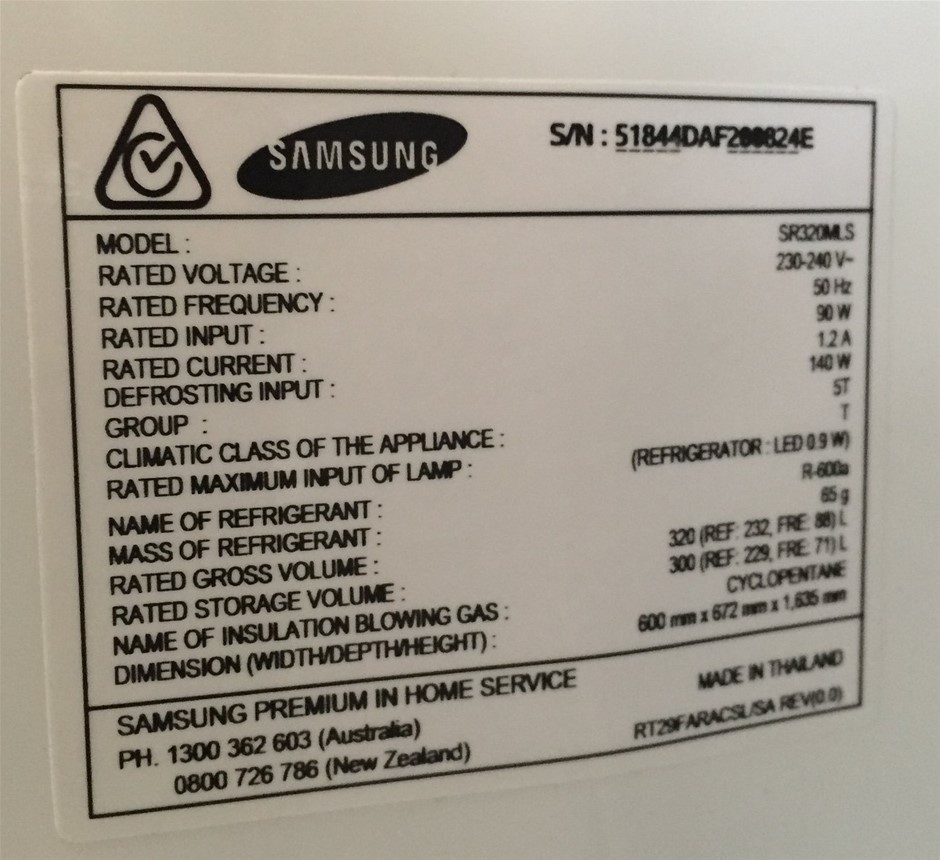 SAMSUNG S/N : 51844DAF200824E
MODEL : SR320MLS
RATED VOLTAGE : 230-240 V~
RATED FREQUENCY : 50 Hz
RATED INPUT : 90 W
RATED CURRENT : 1.2 A
DEFROSTING INPUT : 140 W
GROUP : 5T
CLIMATIC CLASS OF THE APPLIANCE : T
RATED MAXIMUM INPUT OF LAMP : (REFRIGERATOR : LED 0.9 W)
NAME OF REFRIGERANT : R-600a
MASS OF REFRIGERANT : 65 g
RATED GROSS VOLUME : 320 (REF: 232, FRE: 88) L
RATED STORAGE VOLUME : 300 (REF: 229, FRE: 71) L
NAME OF INSULATION BLOWING GAS : CYCLOPENTANE
DIMENSION (WIDTH/DEPTH/HEIGHT) : 600 mm x 672 mm x 1,635 mm
SAMSUNG PREMIUM IN HOME SERVICE MADE IN THAILAND
PH. 1300 362 603 (Australia) RT29FARACSL/SA REV(0.0)
0800 726 786 (New Zealand)